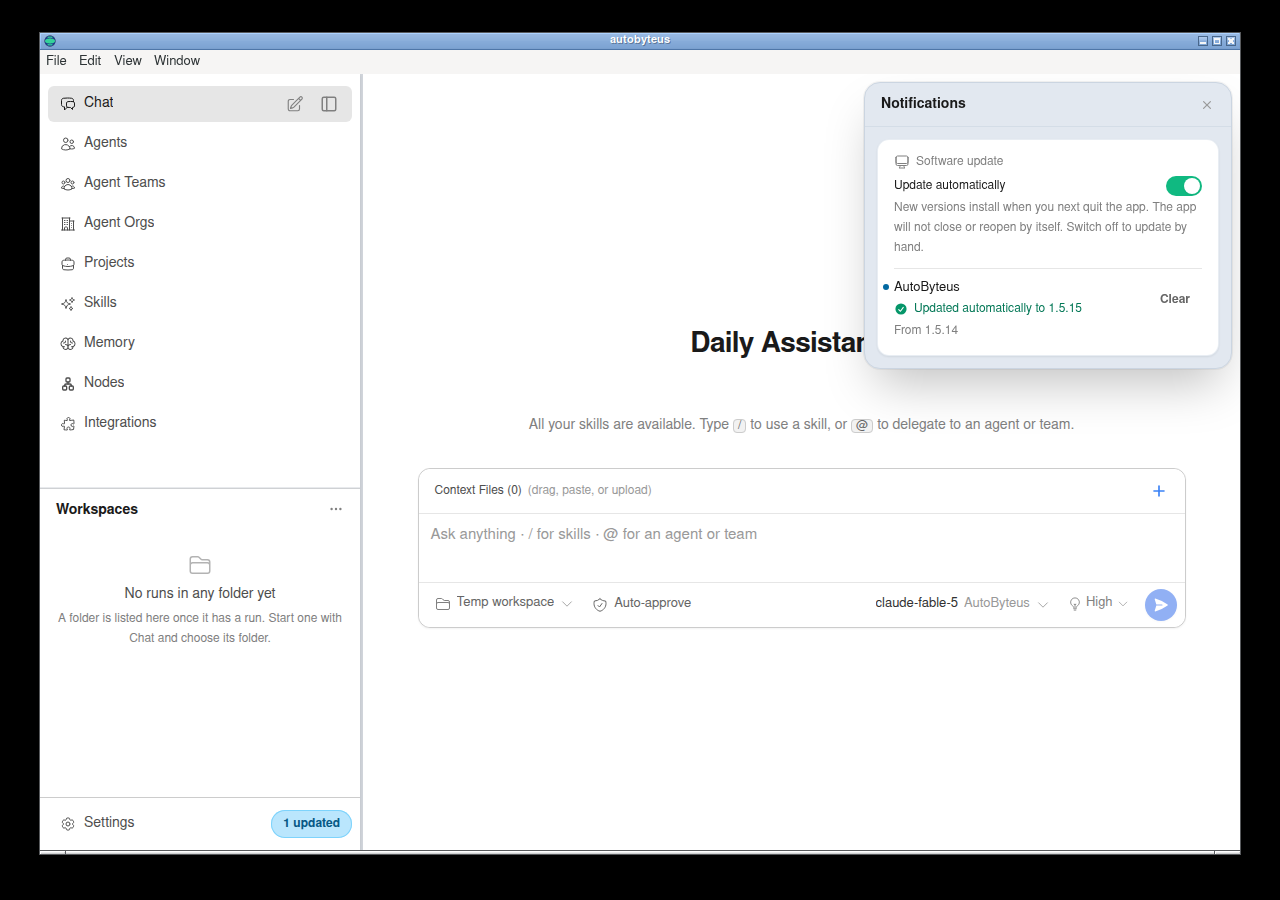 autobyteus
File Edit View Window
Chat
Agents
Agent Teams
Agent Orgs
Projects
Skills
Memory
Nodes
Integrations
Workspaces
No runs in any folder yet
A folder is listed here once it has a run. Start one with
Chat and choose its folder.
Settings
1 updated
Notifications
Software update
Update automatically
New versions install when you next quit the app. The app
will not close or reopen by itself. Switch off to update by
hand.
AutoByteus
Clear
Updated automatically to 1.5.15
From 1.5.14
Daily Assistan
All your skills are available. Type / to use a skill, or @ to delegate to an agent or team.
Context Files (0) (drag, paste, or upload)
Ask anything · / for skills · @ for an agent or team
Temp workspace Auto-approve claude-fable-5 AutoByteus High